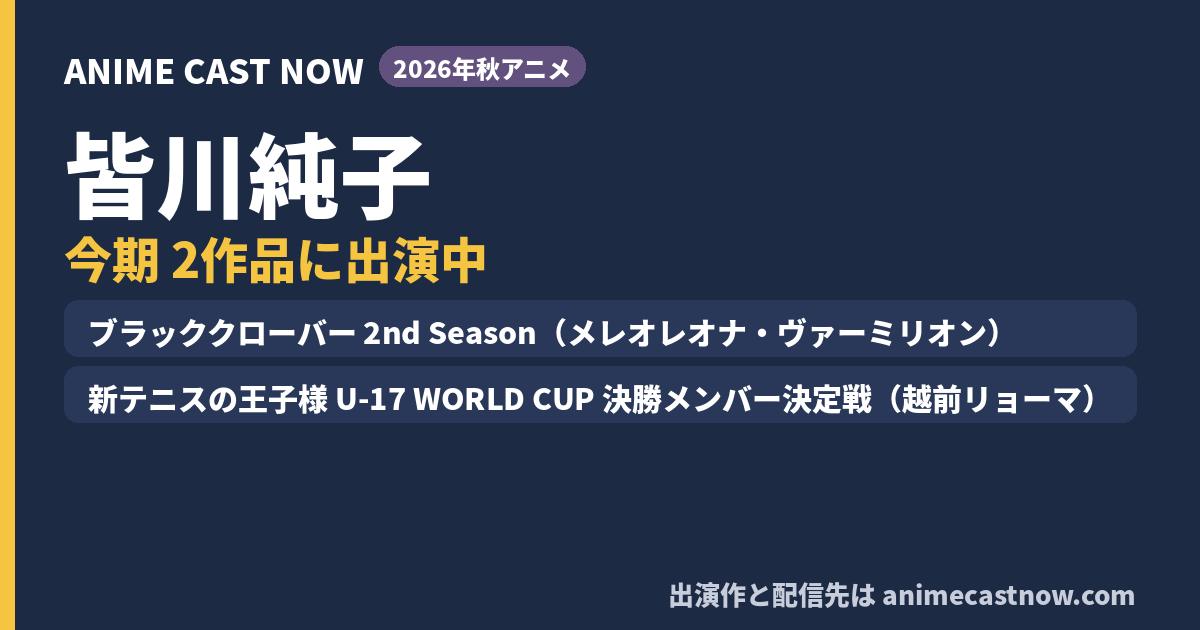 ANIME CAST NOW 2026年秋アニメ
皆川純子
今期 2作品に出演中
ブラッククローバー 2nd Season（メレオレオナ・ヴァーミリオン）
新テニスの王子様 U-17 WORLD CUP 決勝メンバー決定戦（越前リョーマ）
出演作と配信先は animecastnow.com